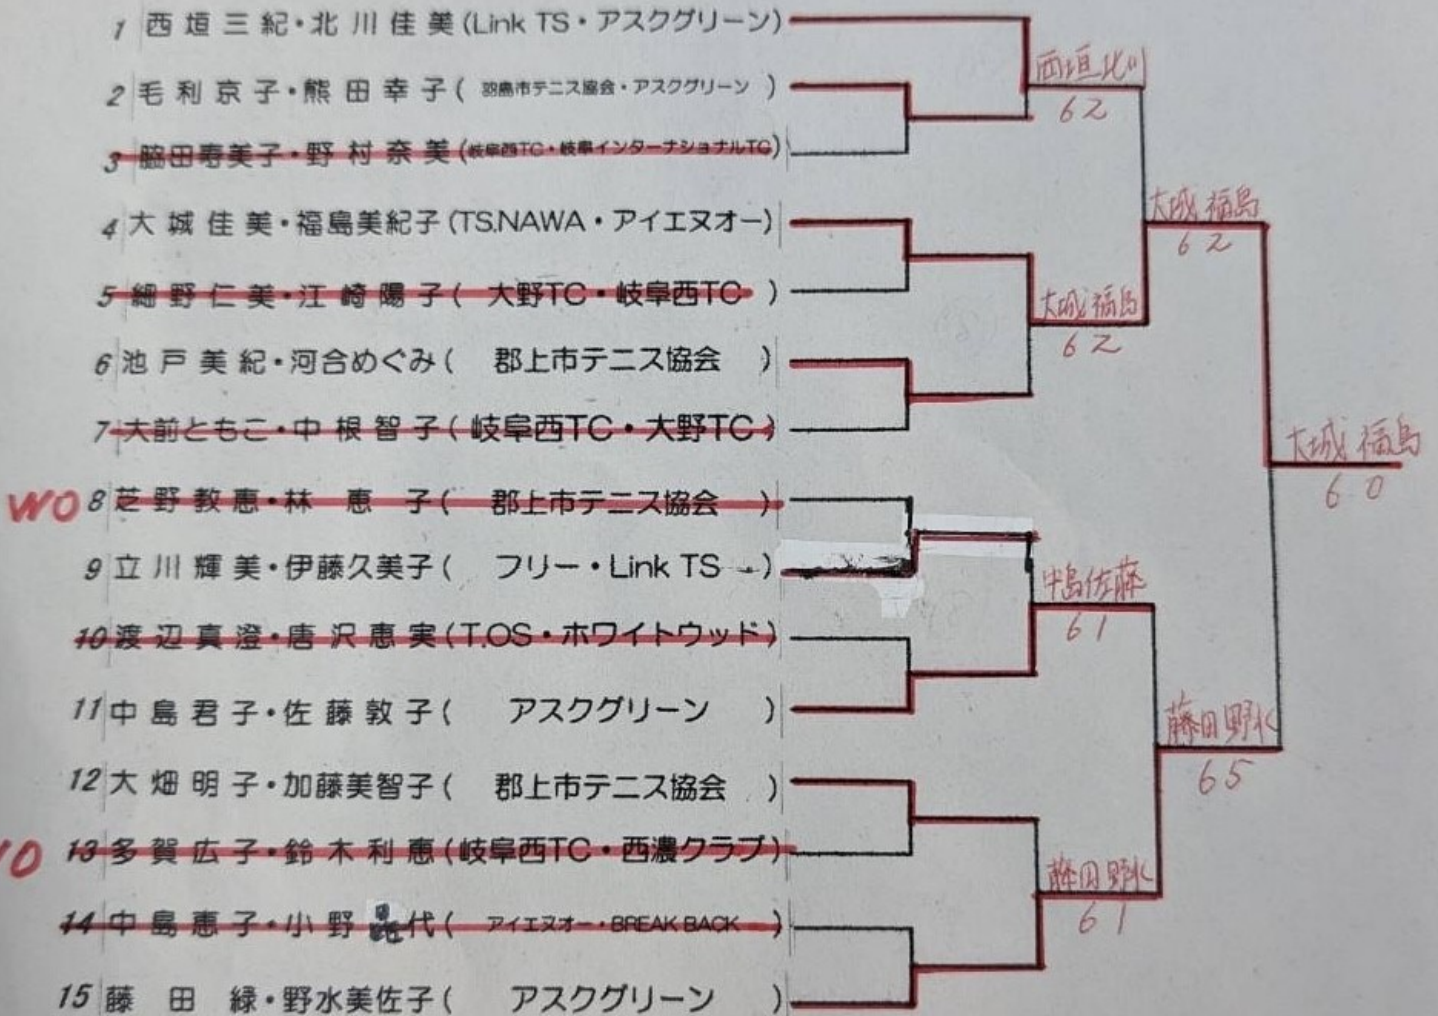 1 西垣三紀・北川佳美(Link TS・アスクグリーン)
西垣 北川
62
2 毛利京子・熊田幸子(羽島市テニス協会・アスクグリーン)
3 脇田寿美子・野村奈美(岐阜西TC・岐阜インターナショナルTC)
4 大城佳美・福島美紀子(TS.NAWA・アイエヌオー)
大城 福島
62
5 細野仁美・江崎陽子(大野TC・岐阜西TC)
大城 福島
62
6 池戸美紀・河合めぐみ(郡上市テニス協会)
7 大前ともこ・中根智子(岐阜西TC・大野TC)
大城 福島
60
WO 8 芝野教恵・林恵子(郡上市テニス協会)
9 立川輝美・伊藤久美子(フリー・Link TS)
中島佐藤
61
10 渡辺真澄・唐沢恵実(T.OS・ホワイトウッド)
11 中島君子・佐藤敦子(アスクグリーン)
藤田野水
65
12 大畑明子・加藤美智子(郡上市テニス協会)
13 多賀広子・鈴木利恵(岐阜西TC・西濃クラブ)
藤田野水
61
14 中島恵子・小野代(アイエヌオー・BREAK BACK)
15 藤田緑・野水美佐子(アスクグリーン)